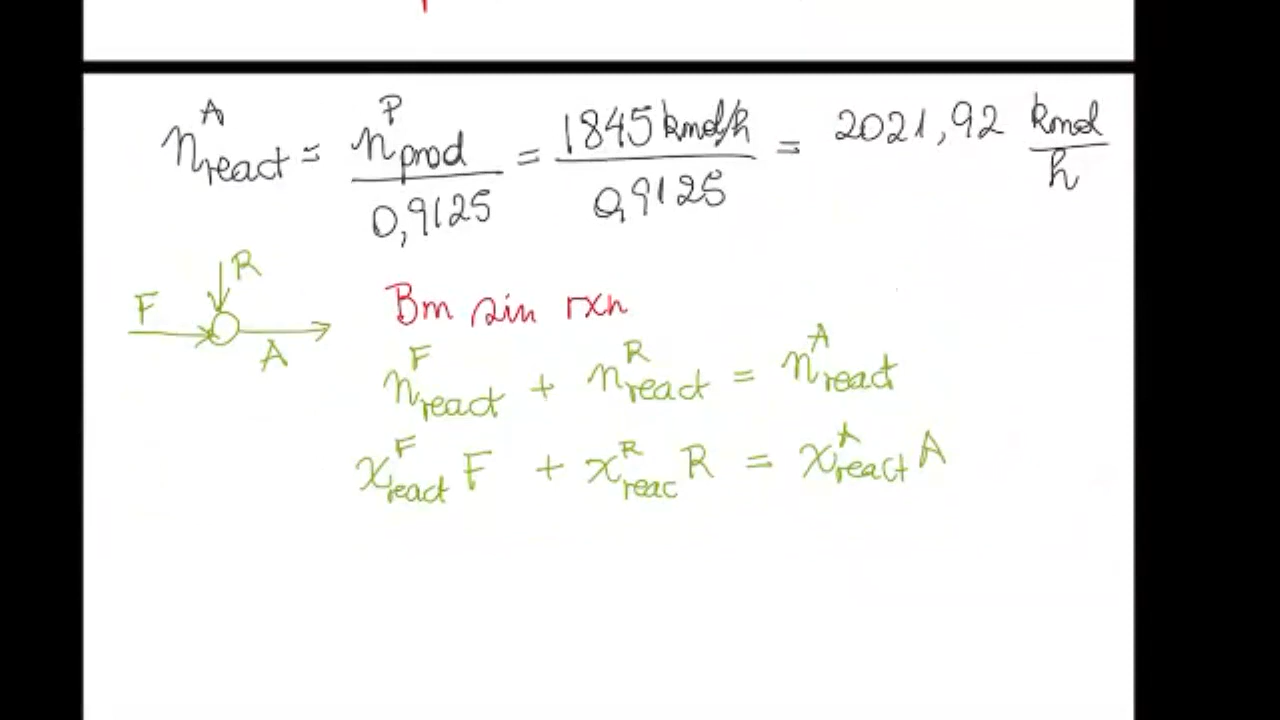 n^A_react = n^P_prod / 0,9125 = 1845 kmol/h / 0,9125 = 2021,92 kmol / h
F R A
Bm sin rxn
n^F_react + n^R_react = n^A_react
x^F_react F + x^R_reac R = x^A_react A